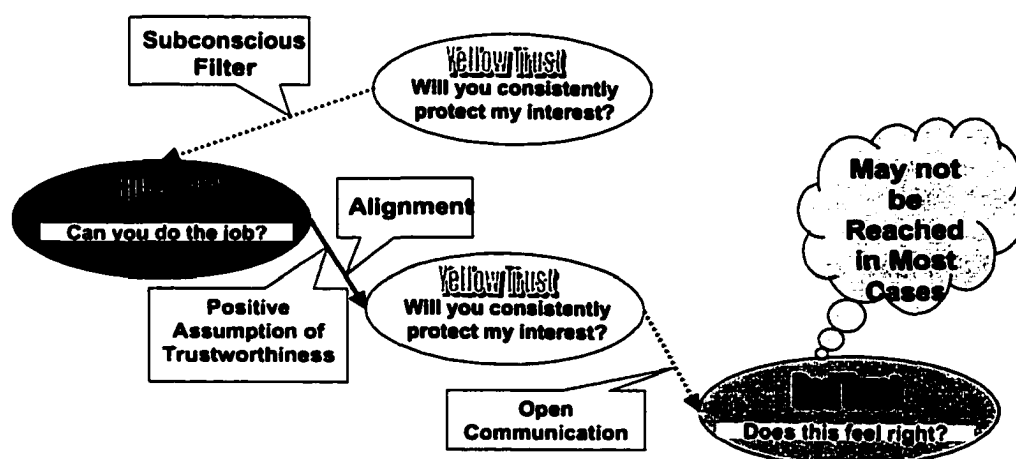 Subconscious
Filter
Yellow Trust
Will you consistently
protect my interest?
Can you do the job?
Alignment
Positive
Assumption of
Trustworthiness
Yellow Trust
Will you consistently
protect my interest?
Open
Communication
May not
be
Reached
in Most
Cases
Does this feel right?